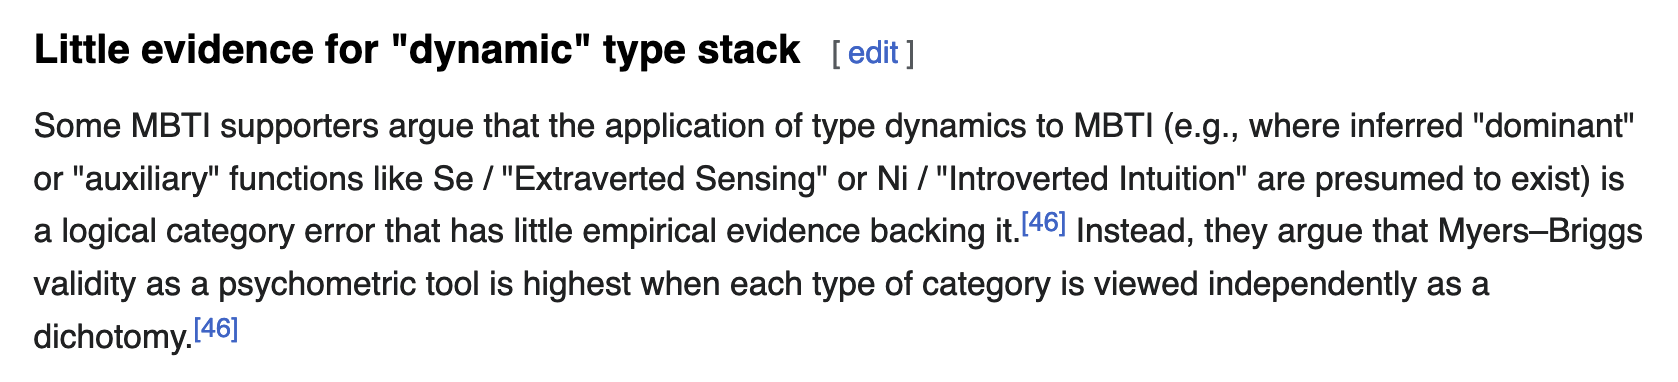 Little evidence for "dynamic" type stack [ edit ]
Some MBTI supporters argue that the application of type dynamics to MBTI (e.g., where inferred "dominant"
or "auxiliary" functions like Se / "Extraverted Sensing" or Ni / "Introverted Intuition" are presumed to exist) is
a logical category error that has little empirical evidence backing it.[46] Instead, they argue that Myers–Briggs
validity as a psychometric tool is highest when each type of category is viewed independently as a
dichotomy.[46]